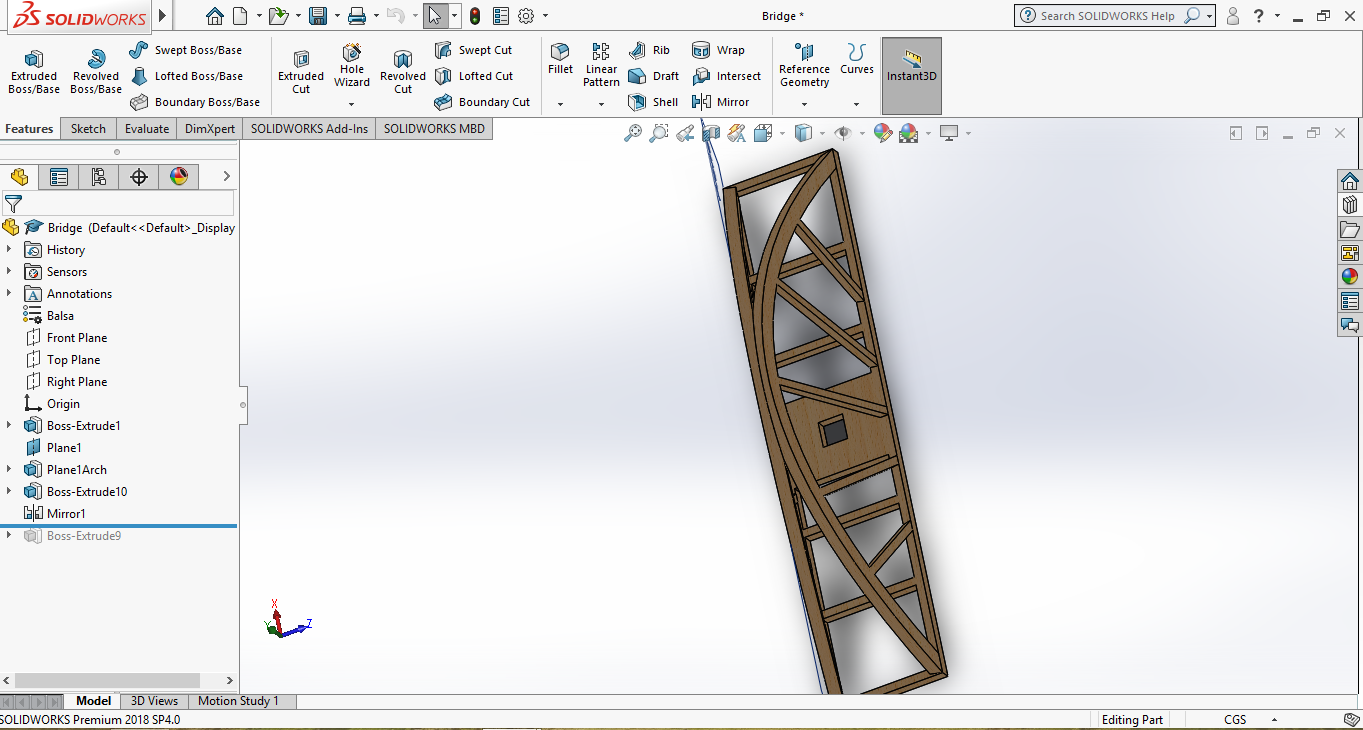 SOLIDWORKS
Bridge *
Search SOLIDWORKS Help
?
Extruded
Boss/Base
Revolved
Boss/Base
Swept Boss/Base
Lofted Boss/Base
Boundary Boss/Base
Extruded
Cut
Hole
Wizard
Revolved
Cut
Swept Cut
Lofted Cut
Boundary Cut
Fillet
Linear
Pattern
Rib
Draft
Shell
Wrap
Intersect
Mirror
Reference
Geometry
Curves
Instant3D
Features Sketch Evaluate DimXpert SOLIDWORKS Add-Ins SOLIDWORKS MBD
Bridge (Default<<Default>_Display
History
Sensors
A Annotations
Balsa
Front Plane
Top Plane
Right Plane
Origin
Boss-Extrude1
Plane1
Plane1Arch
Boss-Extrude10
Mirror1
Boss-Extrude9
X
Y
Z
Model 3D Views Motion Study 1
SOLIDWORKS Premium 2018 SP4.0
Editing Part
CGS